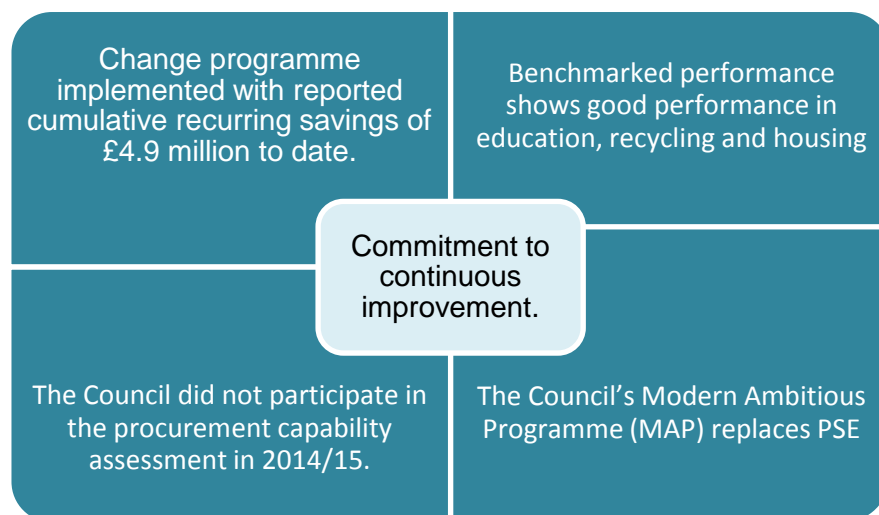 Change programme
implemented with reported
cumulative recurring savings of
£4.9 million to date.
Benchmarked performance
shows good performance in
education, recycling and housing
Commitment to
continuous
improvement.
The Council did not participate in
the procurement capability
assessment in 2014/15.
The Council’s Modern Ambitious
Programme (MAP) replaces PSE